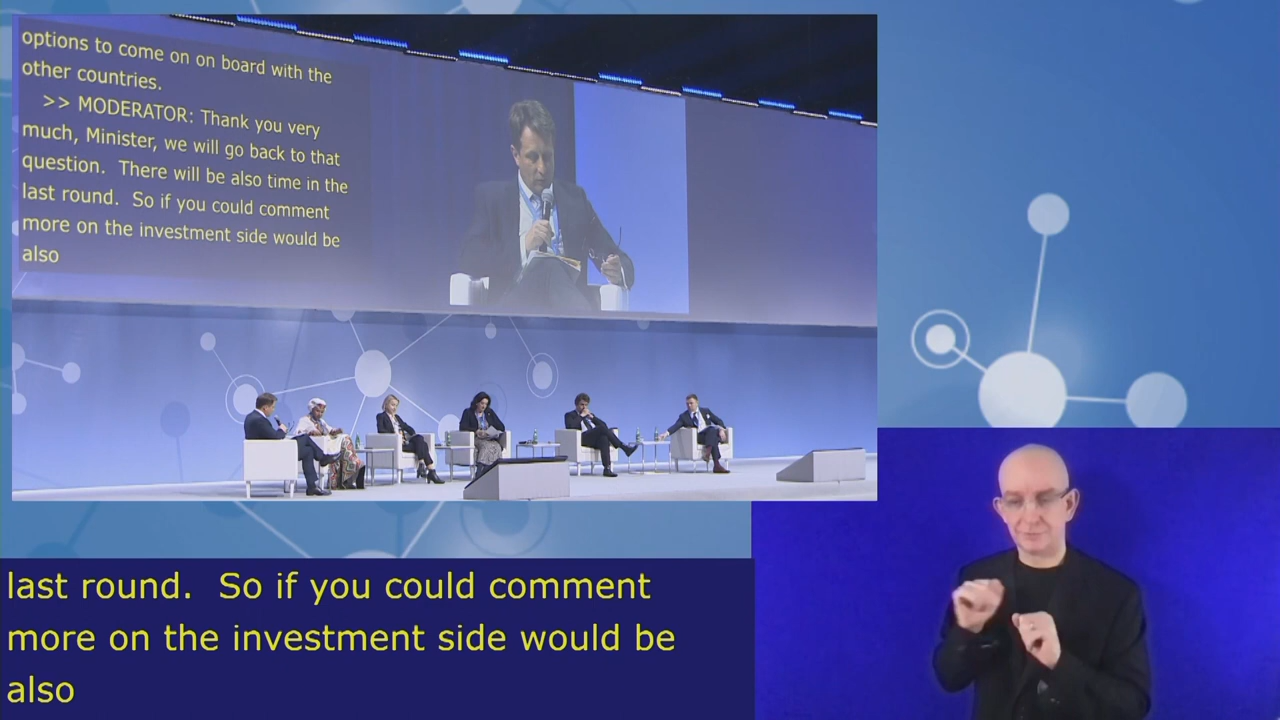 options to come on on board with the
other countries.
>> MODERATOR: Thank you very
much, Minister, we will go back to that
question. There will be also time in the
last round. So if you could comment
more on the investment side would be
also
last round. So if you could comment
more on the investment side would be
also